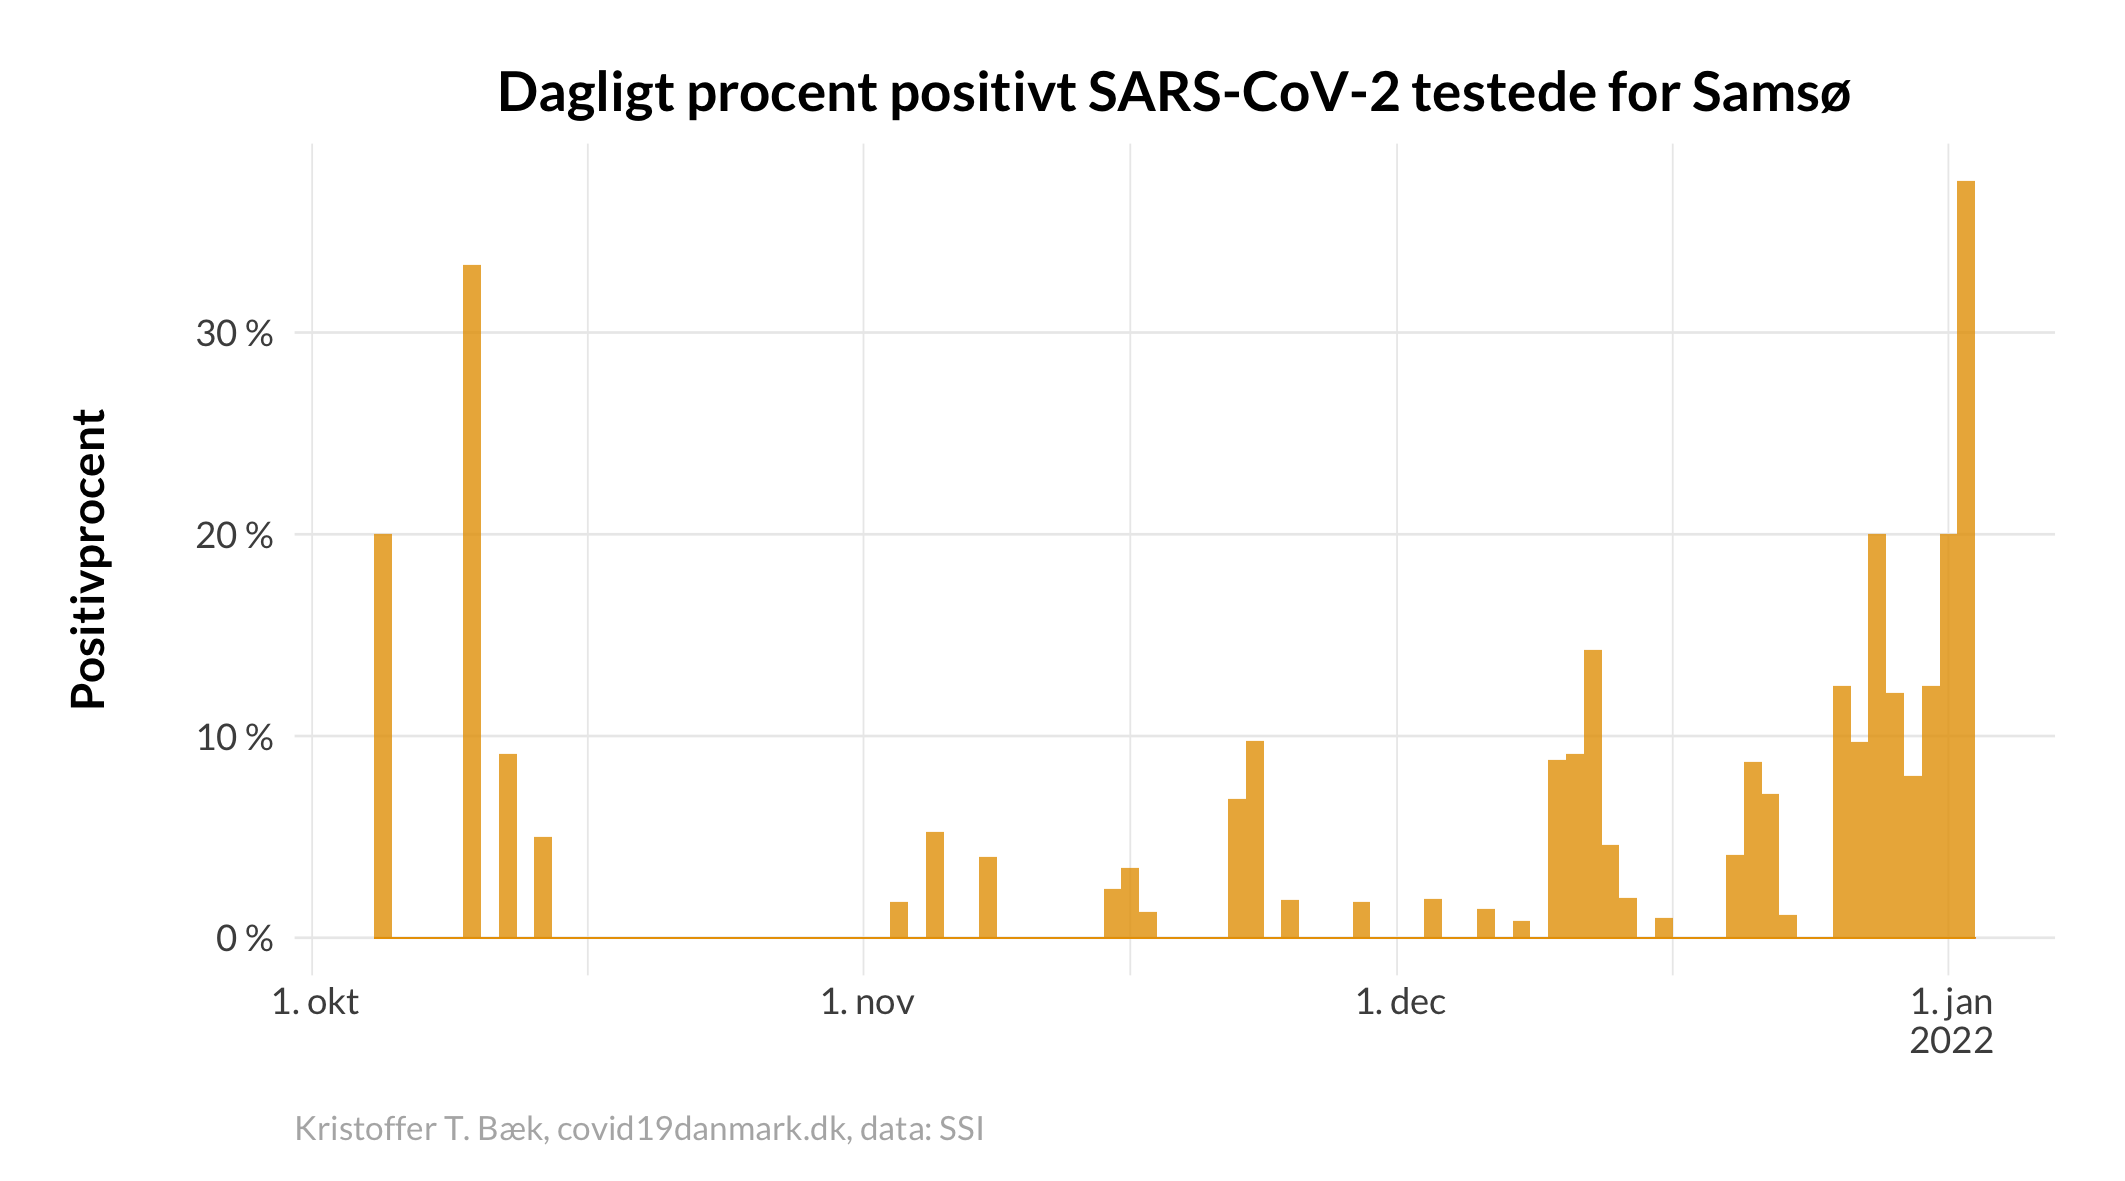 Dagligt procent positivt SARS-CoV-2 testede for Samsø
Positivprocent
30 %
20 %
10 %
0 %
1. okt
1. nov
1. dec
1. jan
2022
Kristoffer T. Bæk, covid19danmark.dk, data: SSI